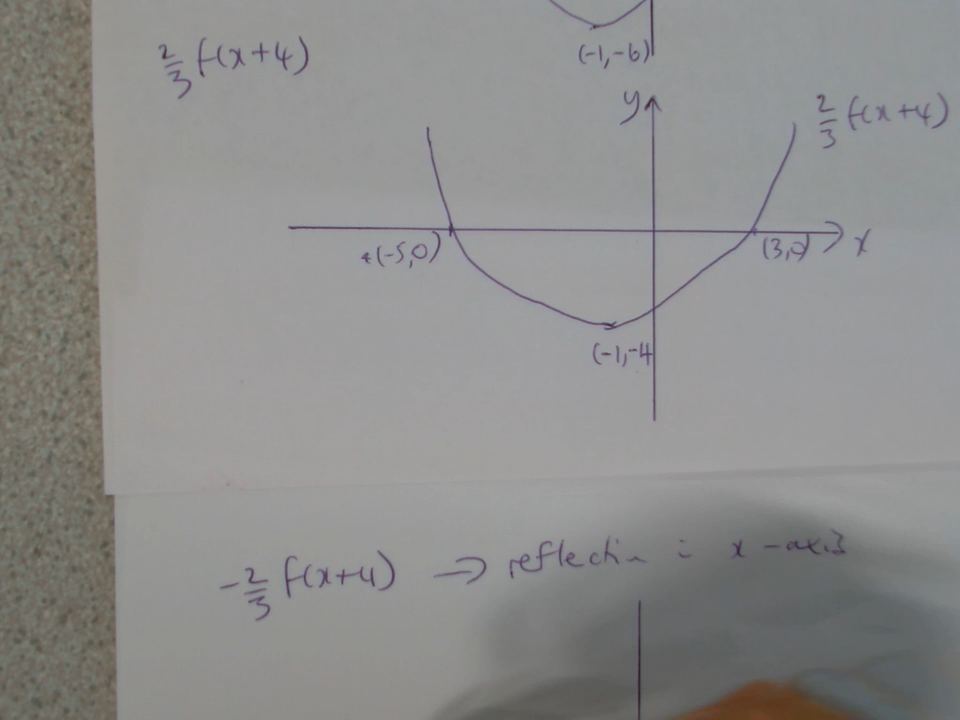 (-1,-6)
2/3 f(x+4)
y
2/3 f(x+4)
(-5,0)
(3,0)
x
(-1,-4
-2/3 f(x+4) → reflection : x-axis